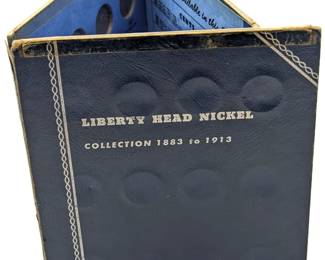 LIBERTY HEAD NICKEL
COLLECTION 1883 to 1913